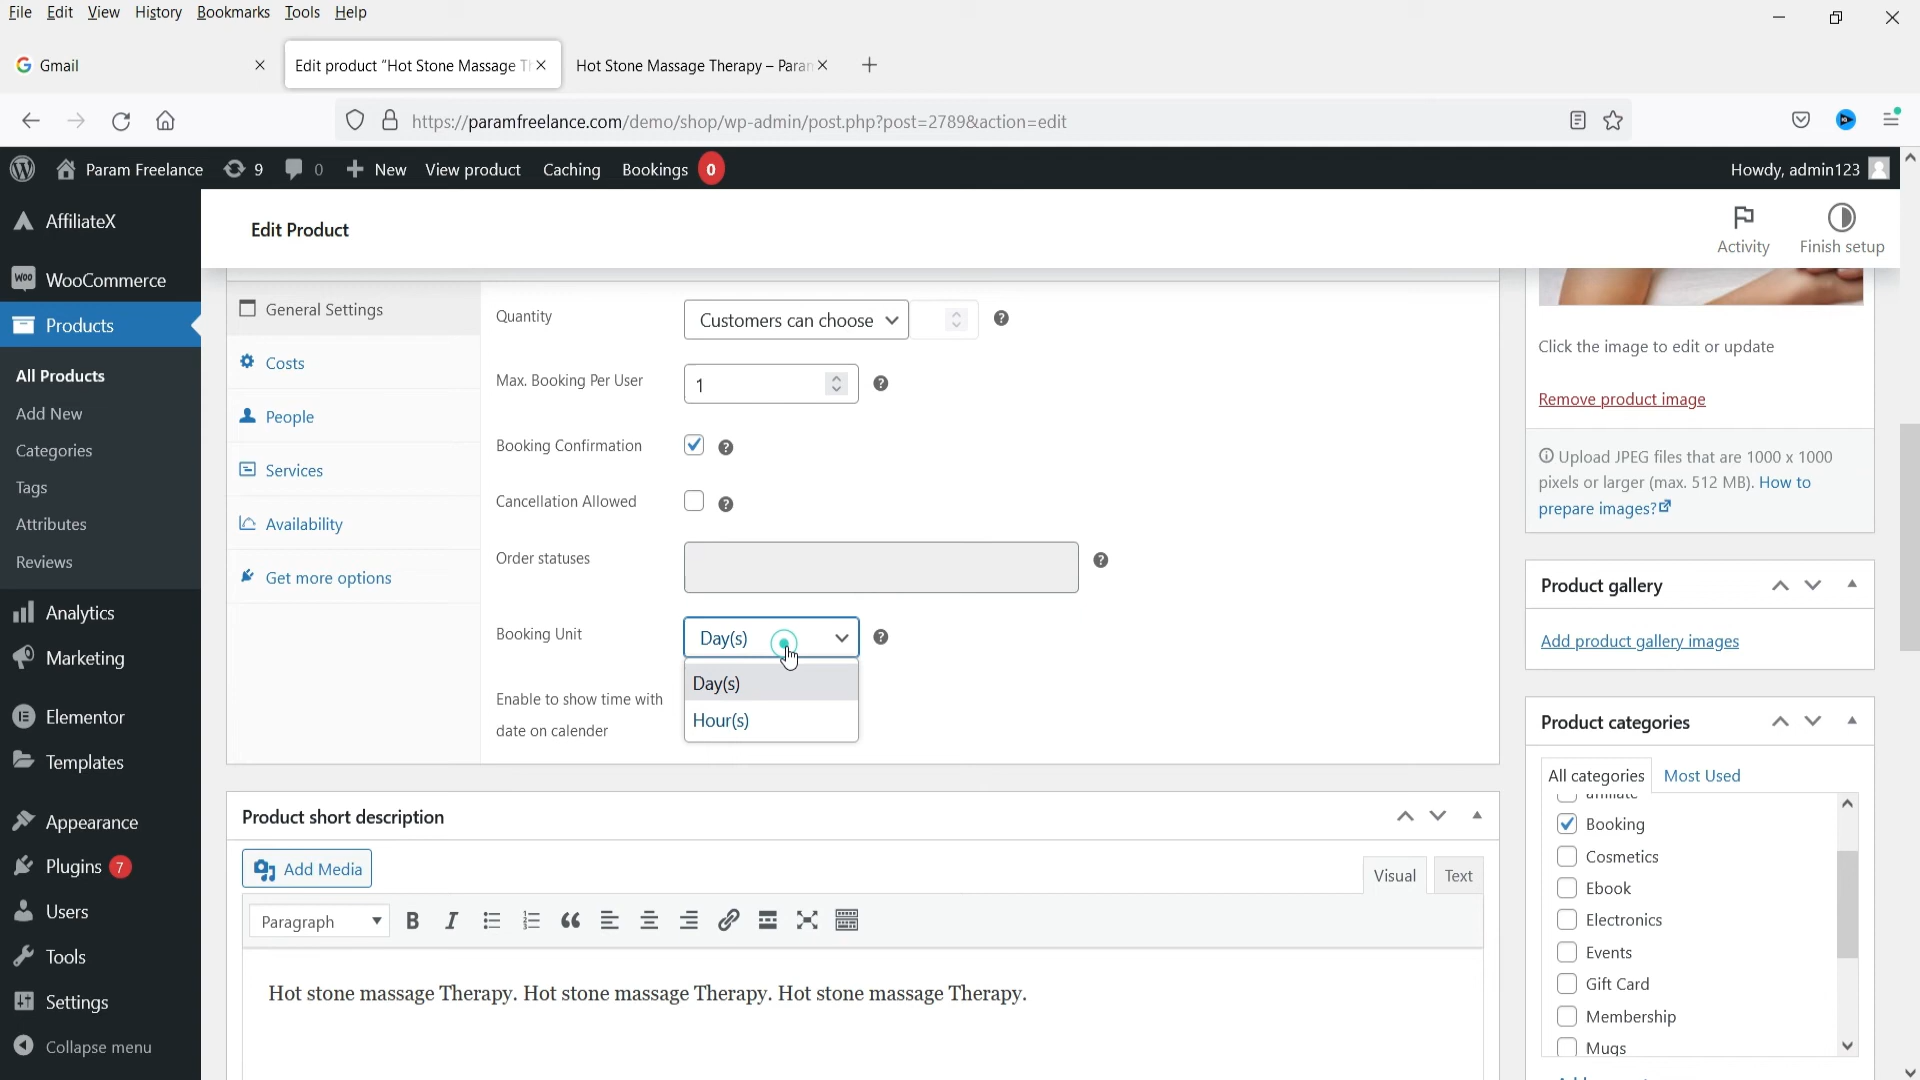 File Edit View History Bookmarks Tools Help
Gmail
Edit product “Hot Stone Massage T
Hot Stone Massage Therapy – Param
https://paramfreelance.com/demo/shop/wp-admin/post.php?post=2789&action=edit
Param Freelance 9 0 New View product Caching Bookings 0
Howdy, admin123
AffiliateX
WooCommerce
Products
All Products
Add New
Categories
Tags
Attributes
Reviews
Analytics
Marketing
Elementor
Templates
Appearance
Plugins 7
Users
Tools
Settings
Collapse menu
Edit Product
Activity
Finish setup
General Settings
Costs
People
Services
Availability
Get more options
Quantity
Customers can choose
Max. Booking Per User
1
Booking Confirmation
Cancellation Allowed
Order statuses
Booking Unit
Day(s)
Day(s)
Hour(s)
Enable to show time with
date on calender
Product short description
Add Media
Visual
Text
Paragraph
Hot stone massage Therapy. Hot stone massage Therapy. Hot stone massage Therapy.
Click the image to edit or update
Remove product image
Upload JPEG files that are 1000 x 1000
pixels or larger (max. 512 MB). How to
prepare images?
Product gallery
Add product gallery images
Product categories
All categories
Most Used
Booking
Cosmetics
Ebook
Electronics
Events
Gift Card
Membership
Mugs